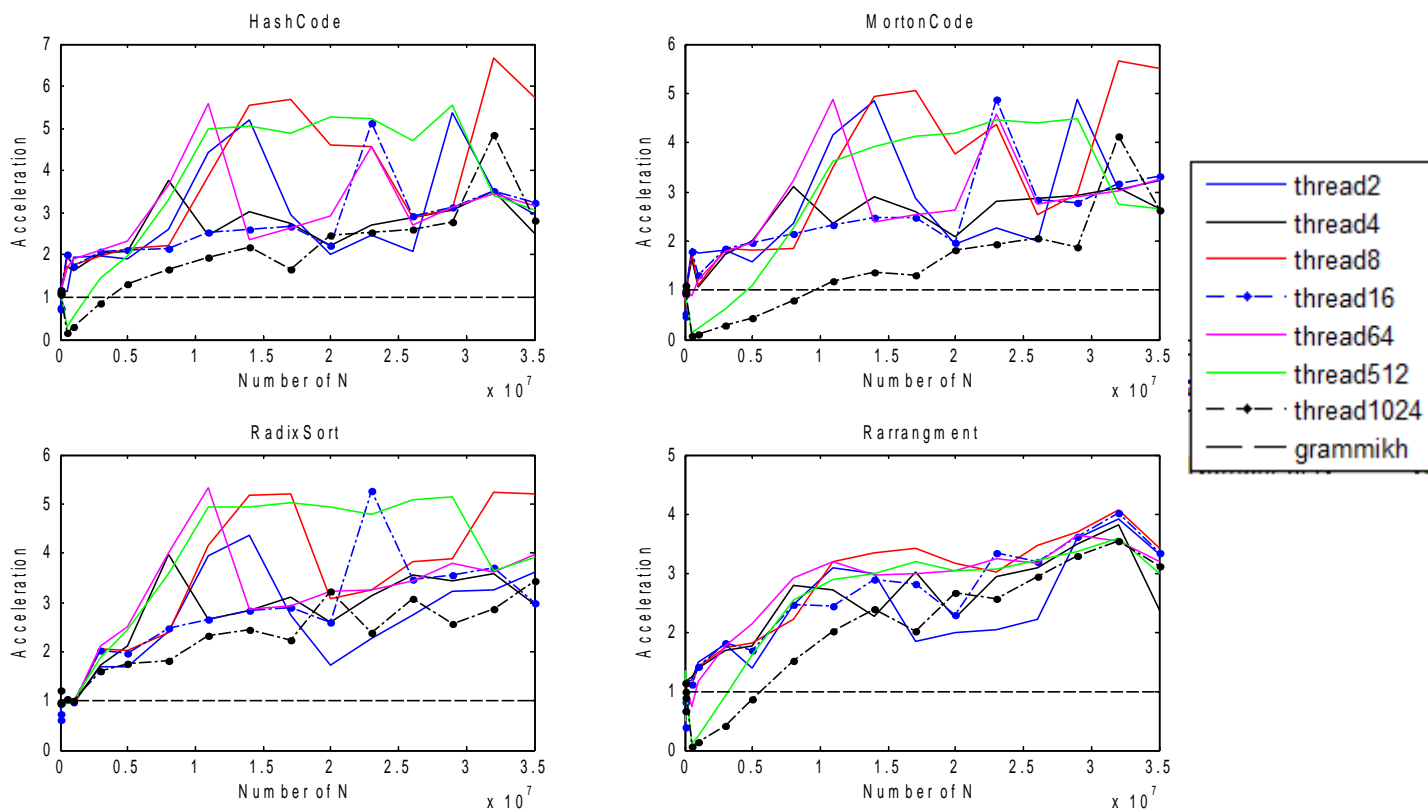 HashCode
7
6
5
4
3
2
1
0
Acceleration
0 0.5 1 1.5 2 2.5 3 3.5
Number of N
x 10^7
MortonCode
6
5
4
3
2
1
0
Acceleration
0 0.5 1 1.5 2 2.5 3 3.5
Number of N
x 10^7
thread2
thread4
thread8
thread16
thread64
thread512
thread1024
grammikh
RadixSort
6
5
4
3
2
1
0
Acceleration
0 0.5 1 1.5 2 2.5 3 3.5
Number of N
x 10^7
Rarrangment
5
4
3
2
1
0
Acceleration
0 0.5 1 1.5 2 2.5 3 3.5
Number of N
x 10^7